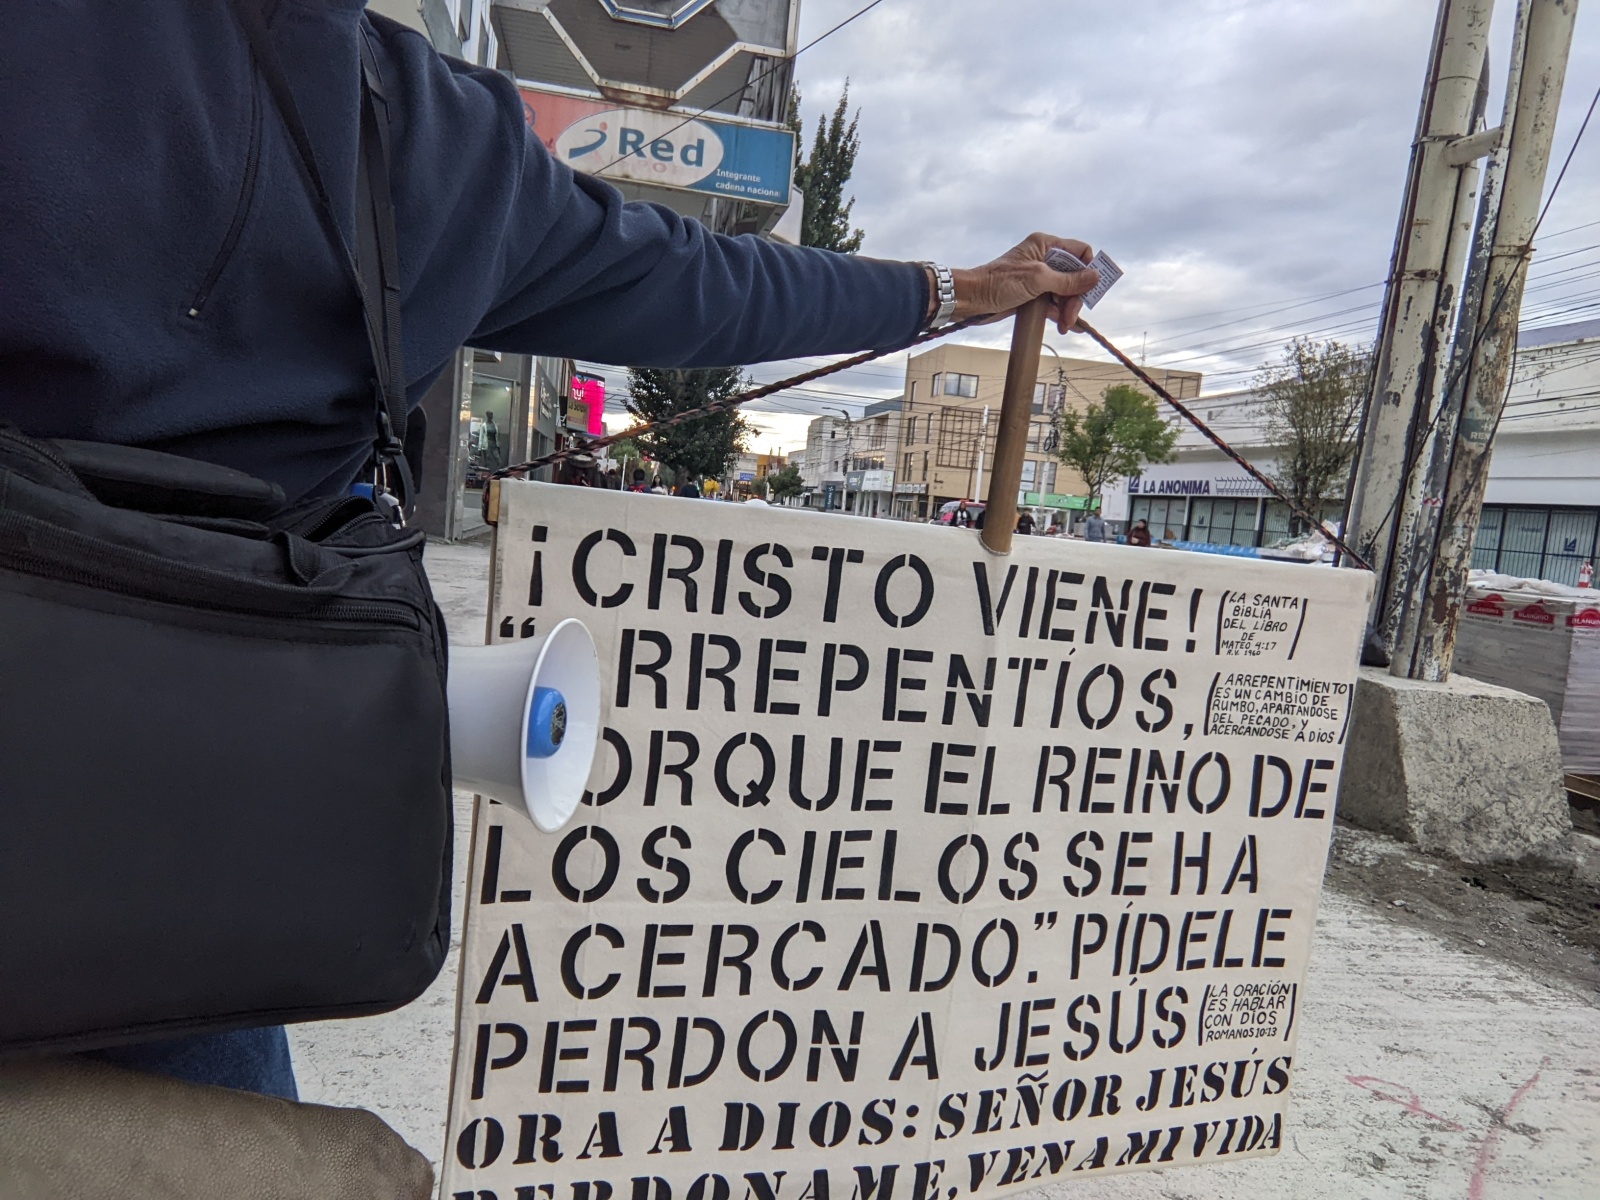 Red
Integrante
cadena nacional
LA ANONIMA
¡CRISTO VIENE!
(LA SANTA
BIBLIA
DEL LIBRO
DE
MATEO 4:17
R.V. 1960)
“ RREPENTÍOS,
(ARREPENTIMIENTO
ES UN CAMBIO DE
RUMBO, APARTANDOSE
DEL PECADO, Y
ACERCANDOSE A DIOS)
ORQUE EL REINO DE
LOS CIELOS SE HA
ACERCADO.” PÍDELE
PERDON A JESÚS
(LA ORACIÓN
ES HABLAR
CON DIOS
ROMANOS 10:13)
ORA A DIOS: SEÑOR JESÚS
PERDONAME, VEN A MI VIDA